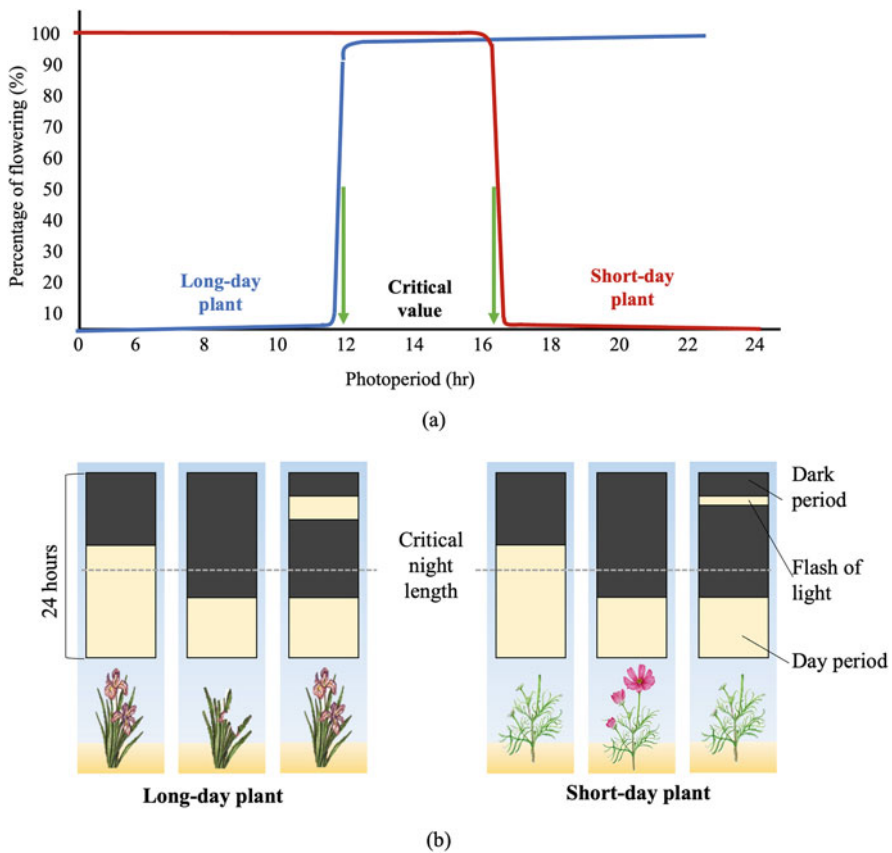 100
90
80
70
60
50
40
30
20
10
Percentage of flowering (%)
Long-day
plant
Critical
value
Short-day
plant
0 6 8 10 12 14 16 18 20 22 24
Photoperiod (hr)
(a)
24 hours
Critical
night
length
Dark
period
Flash of
light
Day period
Long-day plant
Short-day plant
(b)